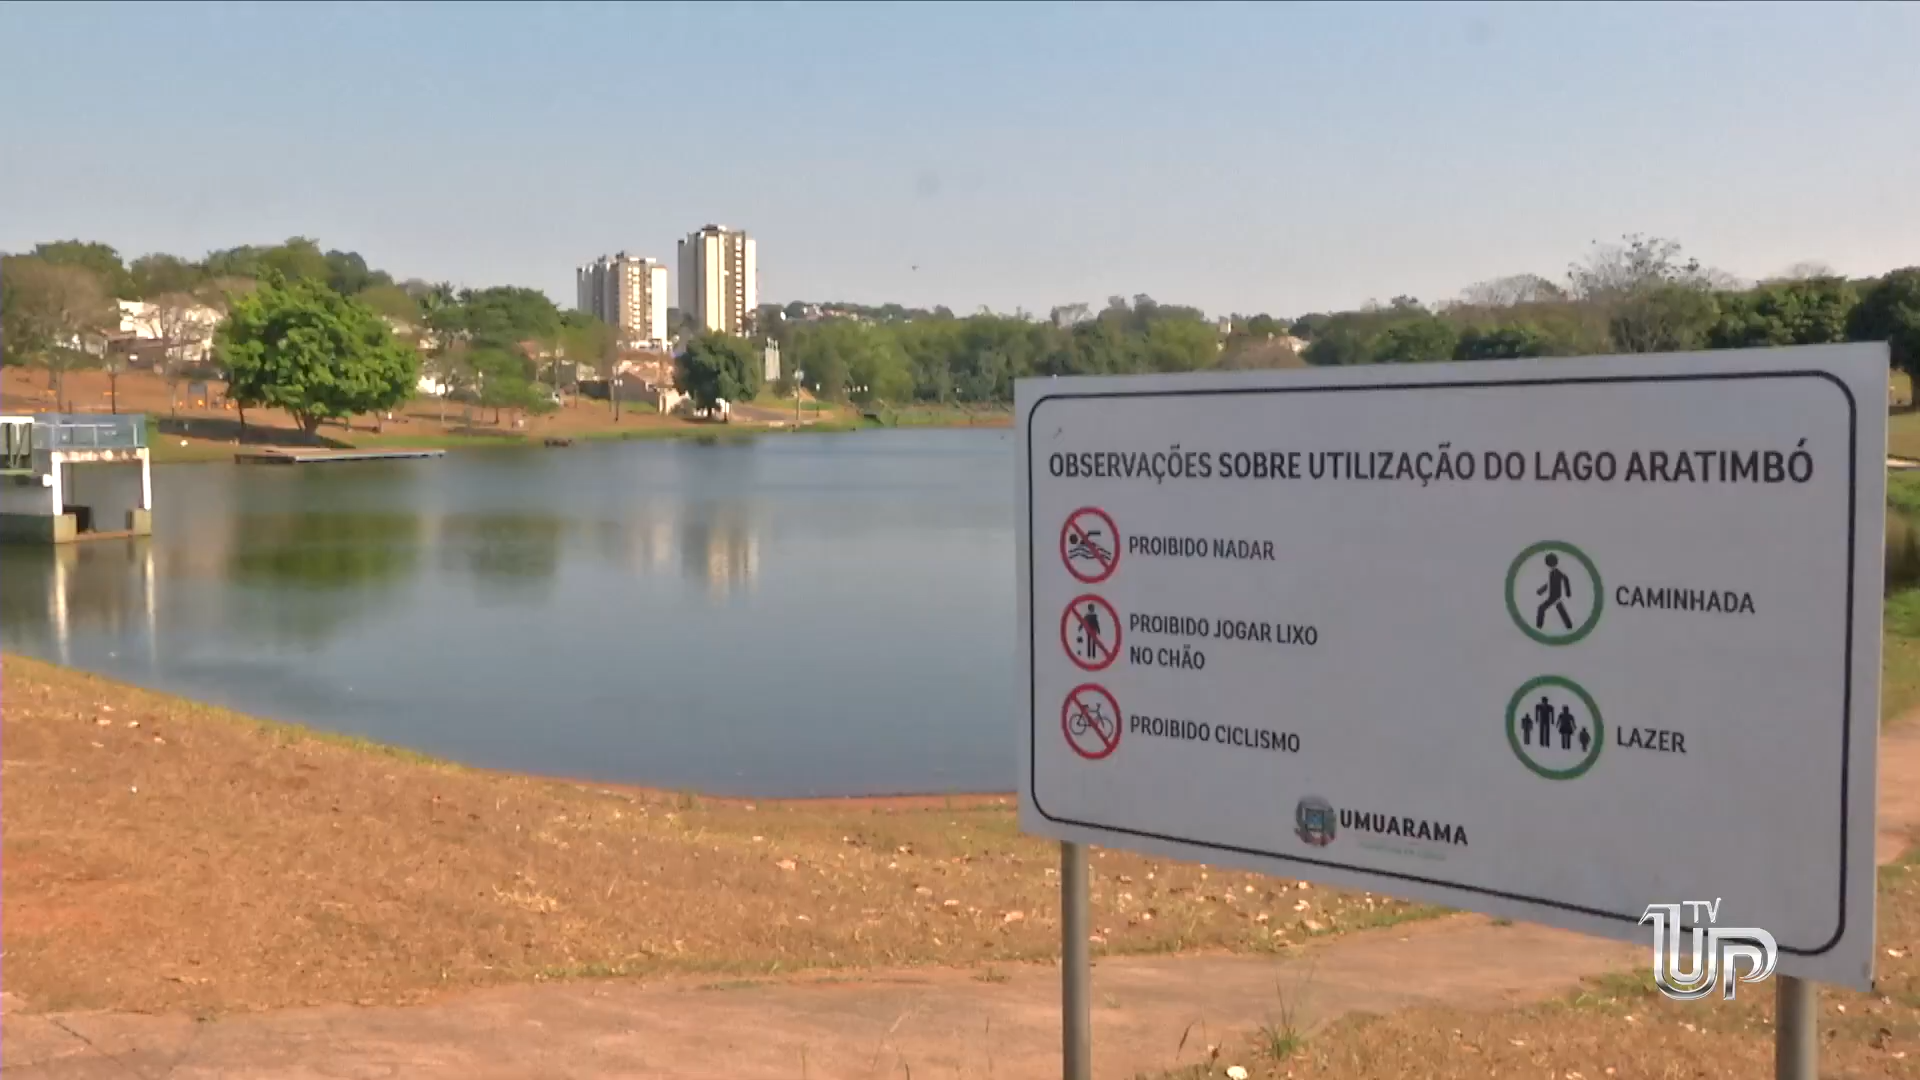 OBSERVAÇÕES SOBRE UTILIZAÇÃO DO LAGO ARATIMBÓ
PROIBIDO NADAR
PROIBIDO JOGAR LIXO
NO CHÃO
PROIBIDO CICLISMO
CAMINHADA
LAZER
UMUARAMA
TV
UP